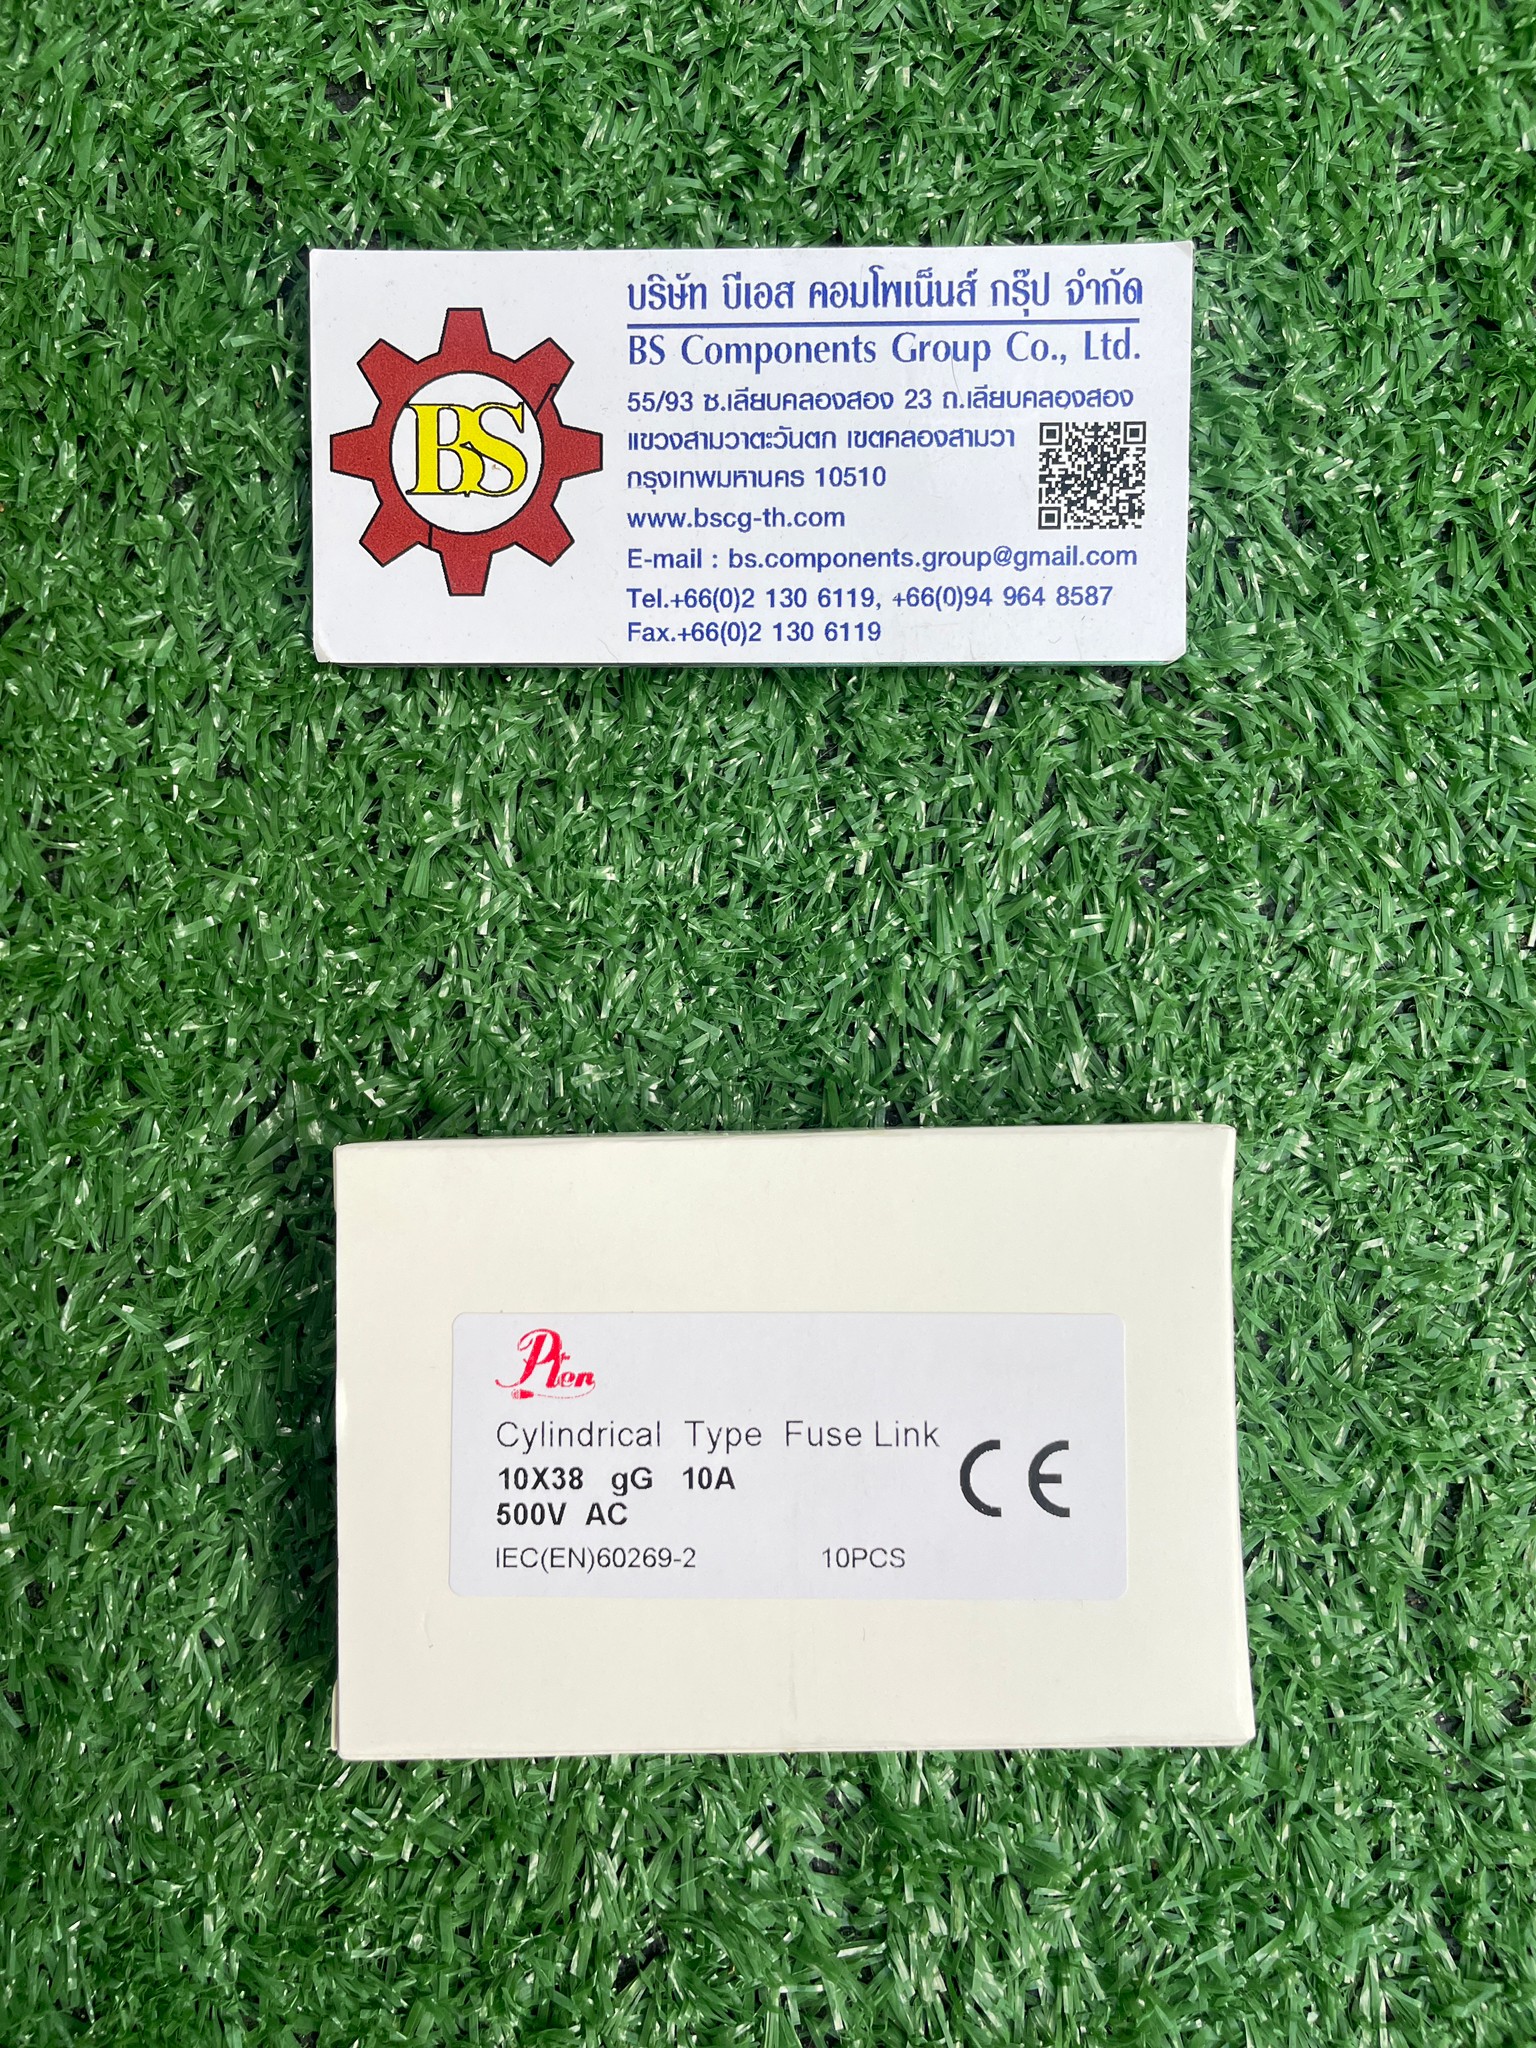 BS
บริษัท บีเอส คอมโพเน็นส์ กรุ๊ป จำกัด
BS Components Group Co., Ltd.
55/93 ซ.เลียบคลองสอง 23 ถ.เลียบคลองสอง
แขวงสามวาตะวันตก เขตคลองสามวา
กรุงเทพมหานคร 10510
www.bscg-th.com
E-mail : bs.components.group@gmail.com
Tel.+66(0)2 130 6119, +66(0)94 964 8587
Fax.+66(0)2 130 6119
Cylindrical Type Fuse Link
10X38 gG 10A
500V AC
CE
IEC(EN)60269-2 10PCS